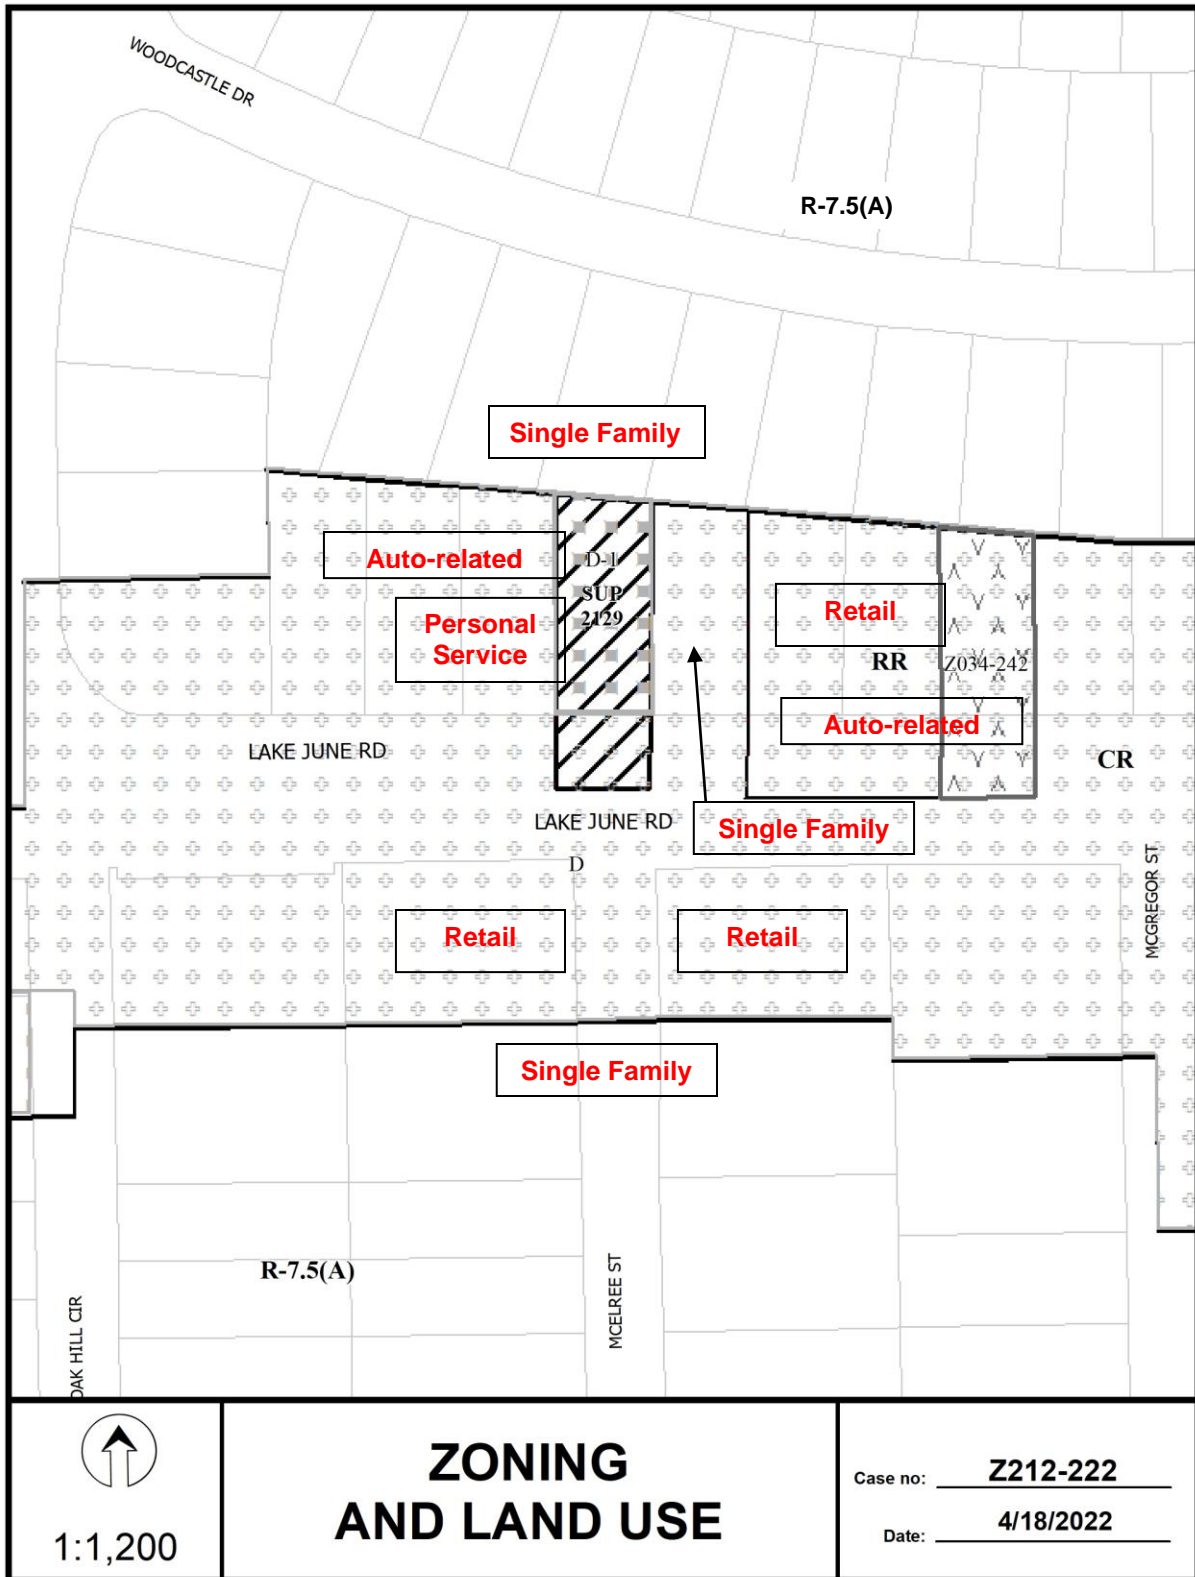 WOODCASTLE DR
R-7.5(A)
Single Family
Auto-related
D-1
SUP
2129
Personal
Service
Retail
RR
Z034-242
Auto-related
LAKE JUNE RD
CR
LAKE JUNE RD
Single Family
D
MCGREGOR ST
Retail
Retail
Single Family
R-7.5(A)
MCELREE ST
OAK HILL CIR
1:1,200
ZONING
AND LAND USE
Case no: Z212-222
Date: 4/18/2022